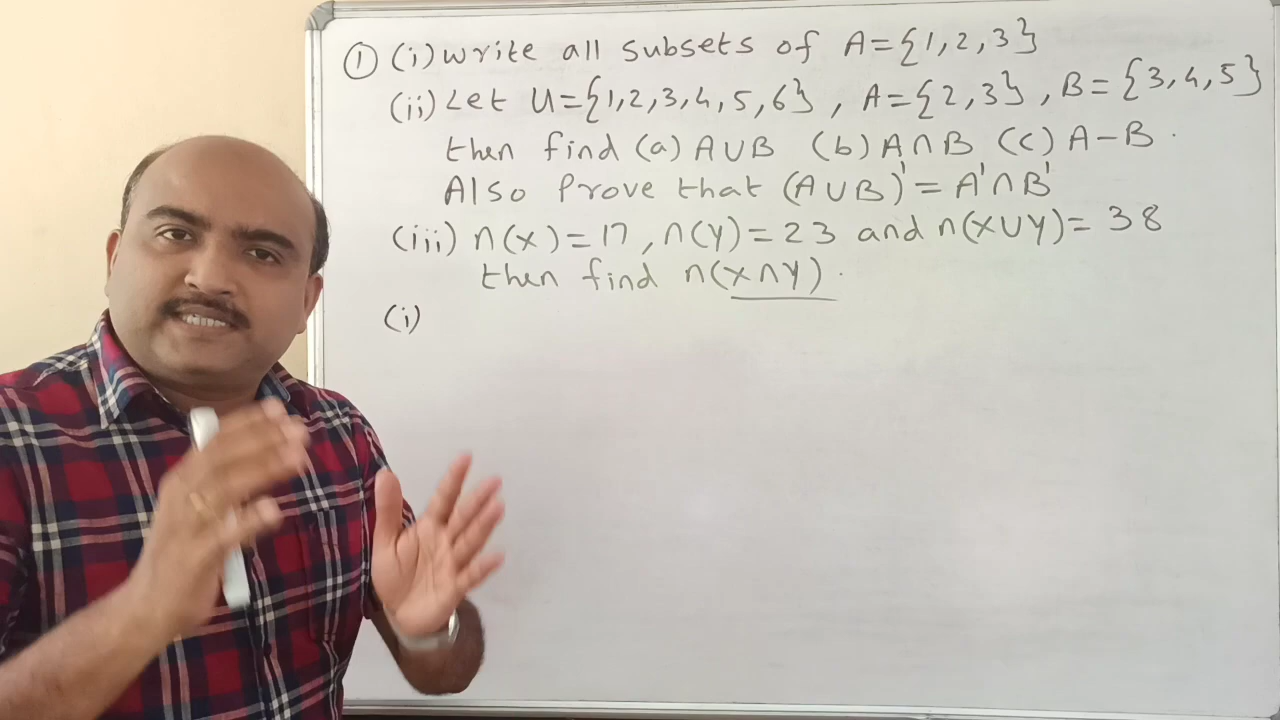 ① (i) write all subsets of A={1,2,3}
(ii) Let U={1,2,3,4,5,6}, A={2,3}, B={3,4,5}
then find (a) A∪B (b) A∩B (c) A-B.
Also Prove that (A∪B)'=A'∩B'
(iii) n(x)=17, n(y)=23 and n(x∪y)=38
then find n(x∩y).
(i)